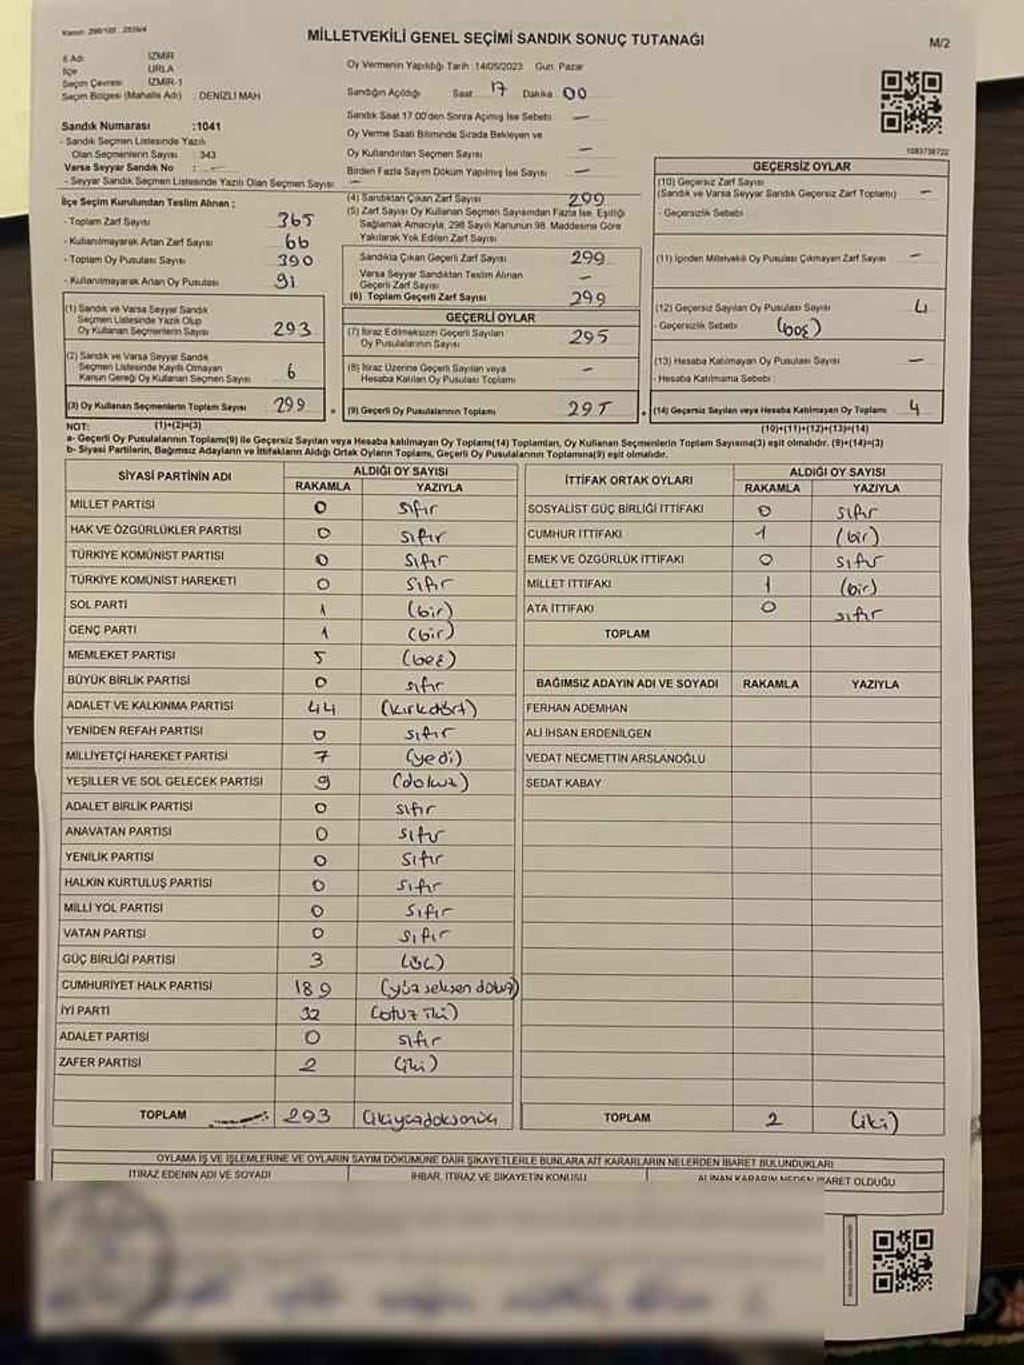 MİLLETVEKİLİ GENEL SEÇİMİ SANDIK SONUÇ TUTANAĞI
M/2
İl Adı İZMİR
İlçe URLA
Seçim Çevresi İZMİR-1
Seçim Bölgesi (Mahalle Adı) : DENİZLİ MAH
Oy Vermenin Yapıldığı Tarih :14/05/2023 Gün: Pazar
Sandığın Açıldığı Saat 17 Dakika 00
Sandık Saat 17.00'den Sonra Açılmış İse Sebebi —
Oy Verme Saati Bitiminde Sırada Bekleyen ve
Oy Kullandırılan Seçmen Sayısı —
Birden Fazla Sayım Döküm Yapılmış İse Sayısı —
Sandık Numarası :1041
- Sandık Seçmen Listesinde Yazılı
Olan Seçmenlerin Sayısı : 343
Varsa Seyyar Sandık No :
- Seyyar Sandık Seçmen Listesinde Yazılı Olan Seçmen Sayısı : —
İlçe Seçim Kurulundan Teslim Alınan ;
- Toplam Zarf Sayısı 365
- Kullanılmayarak Artan Zarf Sayısı 66
- Toplam Oy Pusulası Sayısı 390
- Kullanılmayarak Artan Oy Pusulası 91
(1) Sandık ve Varsa Seyyar Sandık
Seçmen Listesinde Yazılı Olup
Oy Kullanan Seçmenlerin Sayısı 293
(2) Sandık ve Varsa Seyyar Sandık
Seçmen Listesinde Kayıtlı Olmayan
Kanun Gereği Oy Kullanan Seçmen Sayısı 6
(3) Oy Kullanan Seçmenlerin Toplam Sayısı 299
(4) Sandıktan Çıkan Zarf Sayısı 299
(5) Zarf Sayısı Oy Kullanan Seçmen Sayısından Fazla İse, Eşitliği
Sağlamak Amacıyla, 298 Sayılı Kanunun 98. Maddesine Göre
Yakılarak Yok Edilen Zarf Sayısı
Sandıkta Çıkan Geçerli Zarf Sayısı 299
Varsa Seyyar Sandıktan Teslim Alınan
Geçerli Zarf Sayısı —
(6) Toplam Geçerli Zarf Sayısı 299
GEÇERLİ OYLAR
(7) İtiraz Edilmeksizin Geçerli Sayılan
Oy Pusulalarının Sayısı 295
(8) İtiraz Üzerine Geçerli Sayılan veya
Hesaba Katılan Oy Pusulası Toplamı —
(9) Geçerli Oy Pusulalarının Toplamı 295
1083738722
GEÇERSİZ OYLAR
(10) Geçersiz Zarf Sayısı
(Sandık ve Varsa Seyyar Sandık Geçersiz Zarf Toplamı) —
- Geçersizlik Sebebi
(11) İçinden Milletvekili Oy Pusulası Çıkmayan Zarf Sayısı —
(12) Geçersiz Sayılan Oy Pusulası Sayısı 4
- Geçersizlik Sebebi (boş)
(13) Hesaba Katılmayan Oy Pusulası Sayısı —
- Hesaba Katılmama Sebebi :
(14) Geçersiz Sayılan veya Hesaba Katılmayan Oy Toplamı 4
NOT: (1)+(2)=(3)
(10)+(11)+(12)+(13)=(14)
a- Geçerli Oy Pusulalarının Toplamı(9) ile Geçersiz Sayılan veya Hesaba katılmayan Oy Toplamı(14) Toplamları, Oy Kullanan Seçmenlerin Toplam Sayısına(3) eşit olmalıdır. (9)+(14)=(3)
b- Siyasi Partilerin, Bağımsız Adayların ve İttifakların Aldığı Ortak Oyların Toplamı, Geçerli Oy Pusulalarının Toplamına(9) eşit olmalıdır.
SİYASİ PARTİNİN ADI ALDIĞI OY SAYISI
RAKAMLA YAZIYLA
MİLLET PARTİSİ 0 sıfır
HAK VE ÖZGÜRLÜKLER PARTİSİ 0 sıfır
TÜRKİYE KOMÜNİST PARTİSİ 0 sıfır
TÜRKİYE KOMÜNİST HAREKETİ 0 sıfır
SOL PARTİ 1 (bir)
GENÇ PARTİ 1 (bir)
MEMLEKET PARTİSİ 5 (beş)
BÜYÜK BİRLİK PARTİSİ 0 sıfır
ADALET VE KALKINMA PARTİSİ 44 (kırkdört)
YENİDEN REFAH PARTİSİ 0 sıfır
MİLLİYETÇİ HAREKET PARTİSİ 7 (yedi)
YEŞİLLER VE SOL GELECEK PARTİSİ 9 (dokuz)
ADALET BİRLİK PARTİSİ 0 sıfır
ANAVATAN PARTİSİ 0 sıfır
YENİLİK PARTİSİ 0 sıfır
HALKIN KURTULUŞ PARTİSİ 0 sıfır
MİLLİ YOL PARTİSİ 0 sıfır
VATAN PARTİSİ 0 sıfır
GÜÇ BİRLİĞİ PARTİSİ 3 (üç)
CUMHURİYET HALK PARTİSİ 189 (yüzseksendokuz)
İYİ PARTİ 32 (otuz iki)
ADALET PARTİSİ 0 sıfır
ZAFER PARTİSİ 2 (iki)
TOPLAM 293 (ikiyüzdoksanüç
İTTİFAK ORTAK OYLARI ALDIĞI OY SAYISI
RAKAMLA YAZIYLA
SOSYALİST GÜÇ BİRLİĞİ İTTİFAKI 0 sıfır
CUMHUR İTTİFAKI 1 (bir)
EMEK VE ÖZGÜRLÜK İTTİFAKI 0 sıfır
MİLLET İTTİFAKI 1 (bir)
ATA İTTİFAKI 0 sıfır
TOPLAM
BAĞIMSIZ ADAYIN ADI VE SOYADI RAKAMLA YAZIYLA
FERHAN ADEMHAN
ALİ İHSAN ERDENİLGEN
VEDAT NECMETTİN ARSLANOĞLU
SEDAT KABAY
TOPLAM 2 (iki)
OYLAMA İŞ VE İŞLEMLERİNE VE OYLARIN SAYIM DÖKÜMÜNE DAİR ŞİKAYETLERLE BUNLARA AİT KARARLARIN NELERDEN İBARET BULUNDUKLARI
İTİRAZ EDENİN ADI VE SOYADI İHBAR, İTİRAZ VE ŞİKAYETİN KONUSU ALINAN KARARIN NEDEN İBARET OLDUĞU